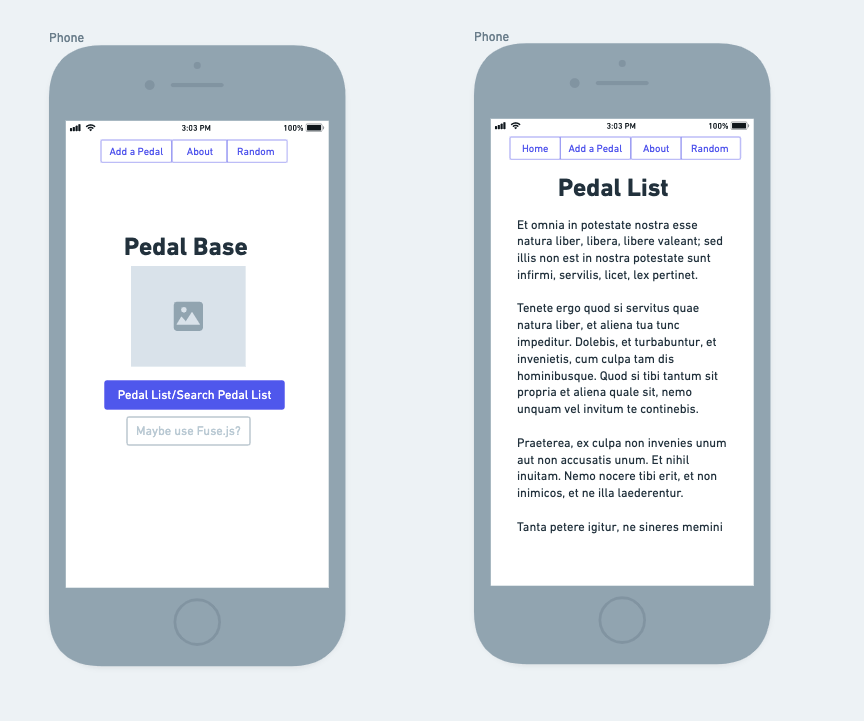 Phone
3:03 PM
100%
Add a Pedal
About
Random
Pedal Base
Pedal List/Search Pedal List
Maybe use Fuse.js?
Phone
3:03 PM
100%
Home
Add a Pedal
About
Random
Pedal List
Et omnia in potestate nostra esse
natura liber, libera, libere valeant; sed
illis non est in nostra potestate sunt
infirmi, servilis, licet, lex pertinet.
Tenete ergo quod si servitus quae
natura liber, et aliena tua tunc
impeditur. Dolebis, et turbabuntur, et
invenietis, cum culpa tam dis
hominibusque. Quod si tibi tantum sit
propria et aliena quale sit, nemo
unquam vel invitum te continebis.
Praeterea, ex culpa non invenies unum
aut non accusatis unum. Et nihil
inuitam. Nemo nocere tibi erit, et non
inimicos, et ne illa laederentur.
Tanta petere igitur, ne sineres memini